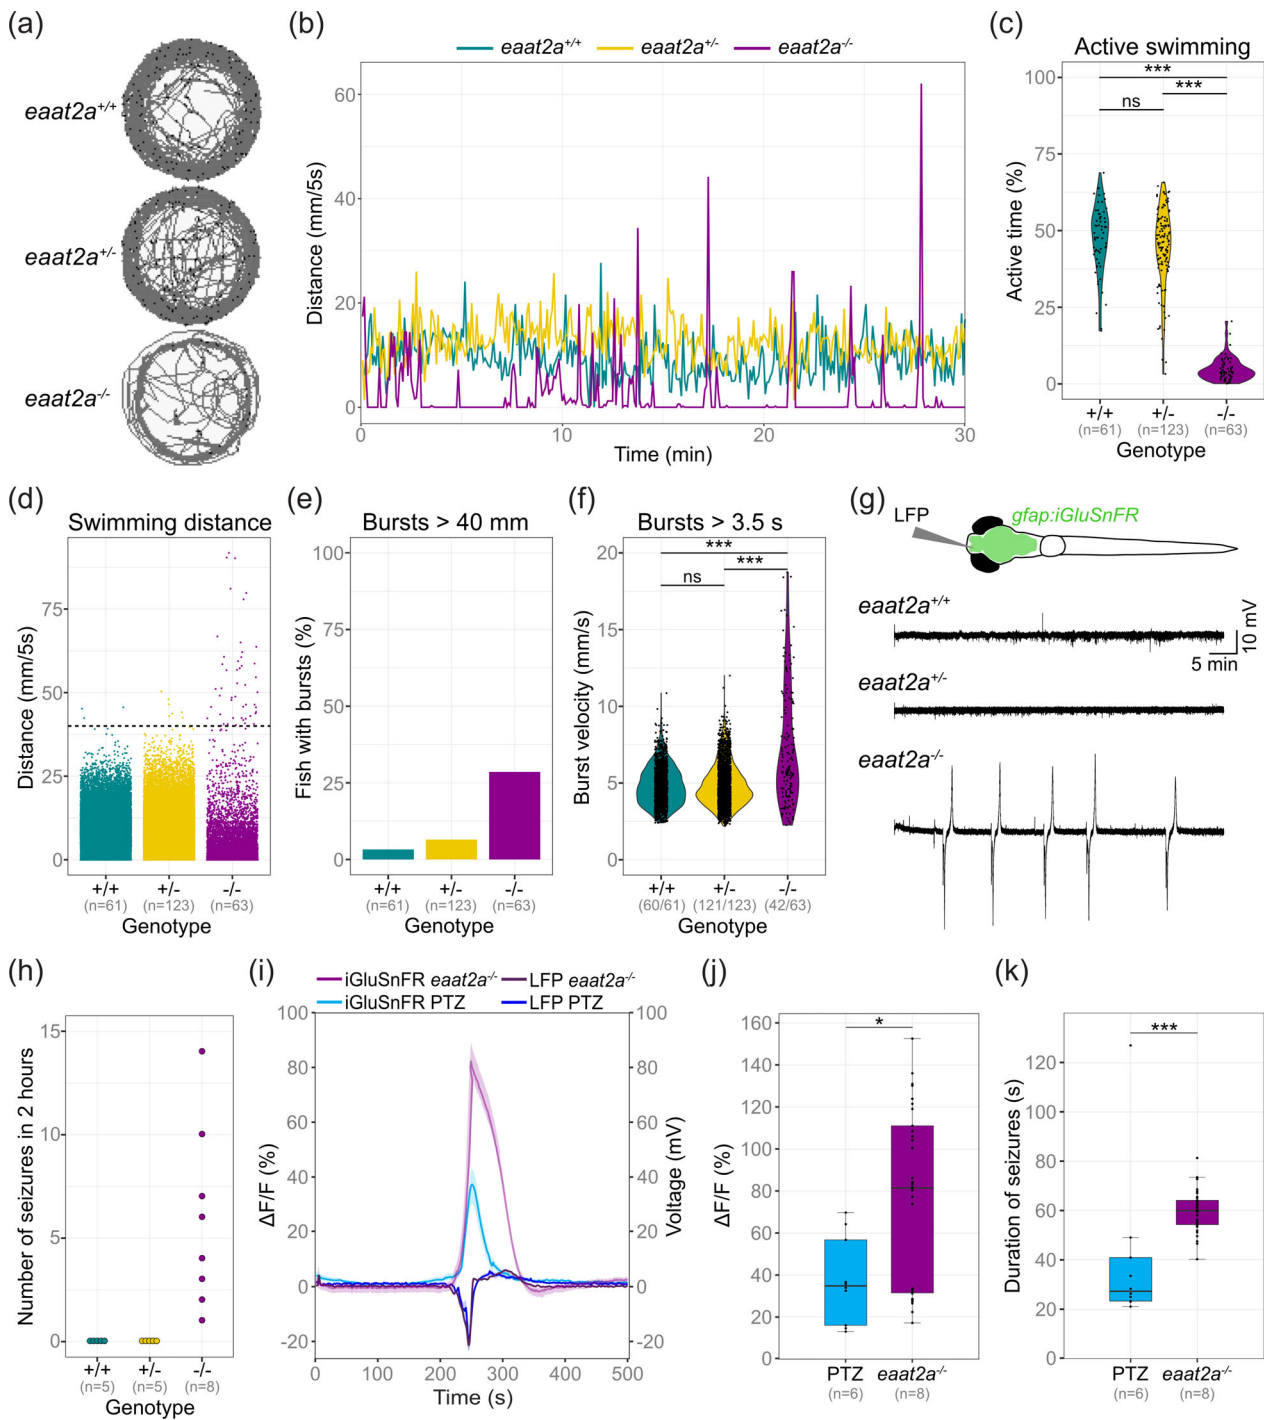 (a)
eaat2a+/+
eaat2a+/-
eaat2a-/-
(b)
eaat2a+/+ eaat2a+/- eaat2a-/-
Distance (mm/5s)
60
40
20
0
0 10 20 30
Time (min)
(c)
Active swimming
Active time (%)
100
75
50
25
0
***
***
ns
+/+ +/- -/-
(n=61) (n=123) (n=63)
Genotype
(d)
Swimming distance
Distance (mm/5s)
75
50
25
0
+/+ +/- -/-
(n=61) (n=123) (n=63)
Genotype
(e)
Bursts > 40 mm
Fish with bursts (%)
100
75
50
25
0
+/+ +/- -/-
(n=61) (n=123) (n=63)
Genotype
(f)
Bursts > 3.5 s
Burst velocity (mm/s)
20
15
10
5
0
***
***
ns
+/+ +/- -/-
(60/61) (121/123) (42/63)
Genotype
(g)
LFP
gfap:iGluSnFR
eaat2a+/+
10 mV
5 min
eaat2a+/-
eaat2a-/-
(h)
Number of seizures in 2 hours
15
10
5
0
+/+ +/- -/-
(n=5) (n=5) (n=8)
Genotype
(i)
iGluSnFR eaat2a-/- LFP eaat2a-/-
iGluSnFR PTZ LFP PTZ
ΔF/F (%)
100
80
60
40
20
0
-20
Voltage (mV)
100
80
60
40
20
0
-20
0 100 200 300 400 500
Time (s)
(j)
ΔF/F (%)
160
140
120
100
80
60
40
20
0
*
PTZ eaat2a-/-
(n=6) (n=8)
(k)
Duration of seizures (s)
120
100
80
60
40
20
0
***
PTZ eaat2a-/-
(n=6) (n=8)